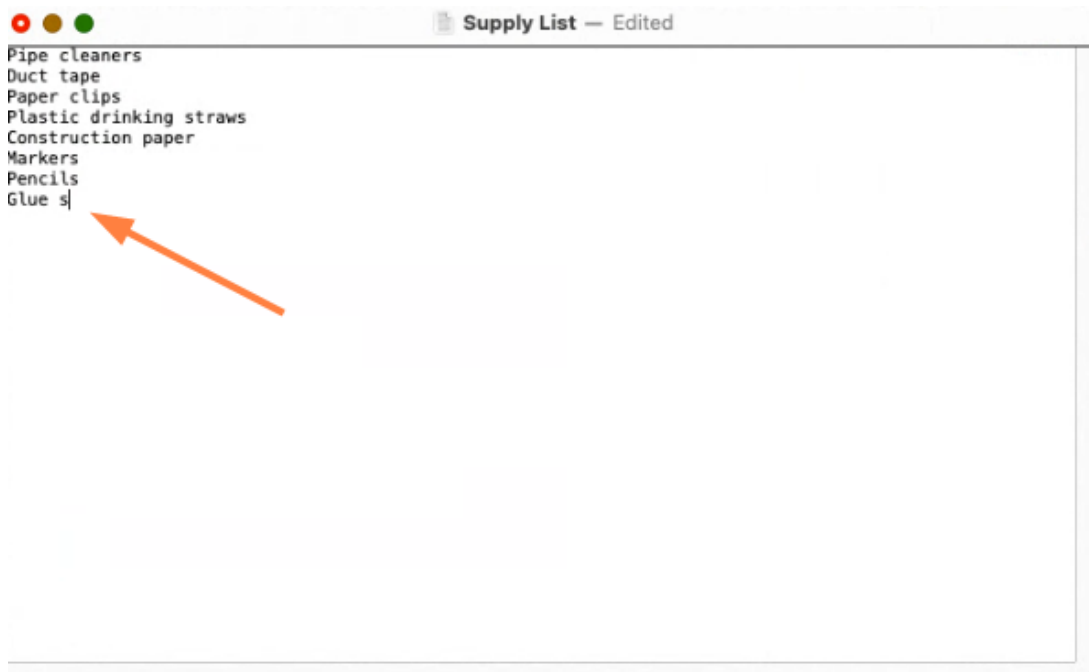 Supply List — Edited
Pipe cleaners
Duct tape
Paper clips
Plastic drinking straws
Construction paper
Markers
Pencils
Glue s